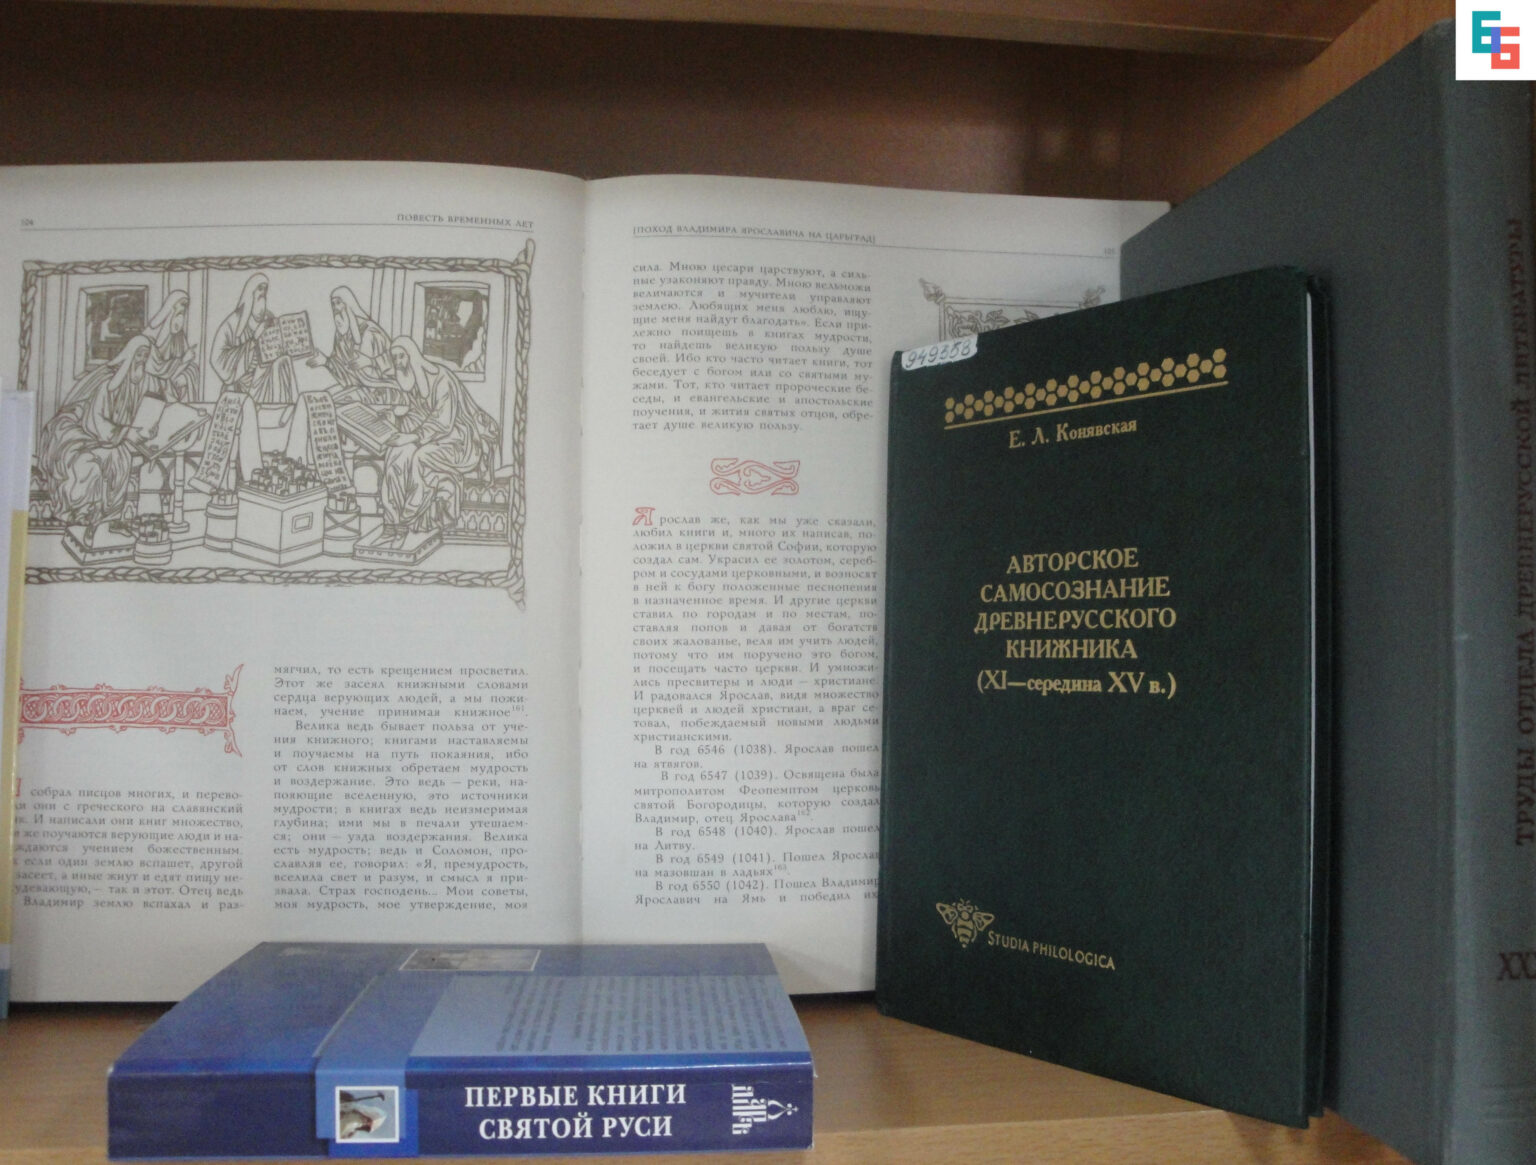 104
ПОВЕСТЬ ВРЕМЕННЫХ ЛЕТ
собрал писцов многих, и перево-
они с греческого на славянский
И написали они книг множество,
же поучаются верующие люди и на-
ждаются учением божественным.
если один землю вспашет, другой
засеет, а иные жнут и едят пищу не-
удевающую, – так и этот. Отец ведь
Владимир землю вспахал и раз-
мягчил, то есть крещением просветил.
Этот же засеял книжными словами
сердца верующих людей, а мы пожи-
наем, учение принимая книжное161.
Велика ведь бывает польза от уче-
ния книжного; книгами наставляемы
и поучаемы на путь покаяния, ибо
от слов книжных обретаем мудрость
и воздержание. Это ведь – реки, на-
пояющие вселенную, это источники
мудрости; в книгах ведь неизмеримая
глубина; ими мы в печали утешаем-
ся; они – узда воздержания. Велика
есть мудрость; ведь и Соломон, про-
славляя ее, говорил: «Я, премудрость,
вселила свет и разум, и смысл я при-
звала. Страх господень... Мои советы,
моя мудрость, мое утверждение, моя
[ПОХОД ВЛАДИМИРА ЯРОСЛАВИЧА НА ЦАРЬГРАД]
105
сила. Мною цесари царствуют, а силь-
ные узаконяют правду. Мною вельможи
величаются и мучители управляют
землею. Любящих меня люблю, ищу-
щие меня найдут благодать». Если при-
лежно поищешь в книгах мудрости,
то найдешь великую пользу душе
своей. Ибо кто часто читает книги, тот
беседует с богом или со святыми му-
жами. Тот, кто читает пророческие бе-
седы, и евангельские и апостольские
поучения, и жития святых отцов, обре-
тает душе великую пользу.
Ярослав же, как мы уже сказали,
любил книги и, много их написав, по-
ложил в церкви святой Софии, которую
создал сам. Украсил ее золотом, сереб-
ром и сосудами церковными, и возносят
в ней к богу положенные песнопения
в назначенное время. И другие церкви
ставил по городам и по местам, по-
ставляя попов и давая от богатств
своих жалованье, веля им учить людей,
потому что им поручено это богом,
и посещать часто церкви. И умножи-
лись пресвитеры и люди – христиане.
И радовался Ярослав, видя множество
церквей и людей христиан, а враг се-
товал, побеждаемый новыми людьми
христианскими.
В год 6546 (1038). Ярослав пошел
на ятвягов.
В год 6547 (1039). Освящена была
митрополитом Феопемптом церковь
святой Богородицы, которую создал
Владимир, отец Ярослава162.
В год 6548 (1040). Ярослав пошел
на Литву.
В год 6549 (1041). Пошел Ярослав
на мазовшан в ладьях163.
В год 6550 (1042). Пошел Владимир
Ярославич на Ямь и победил их
949358
Е. Л. Конявская
АВТОРСКОЕ
САМОСОЗНАНИЕ
ДРЕВНЕРУССКОГО
КНИЖНИКА
(XI—середина XV в.)
STUDIA PHILOLOGICA
ТРУДЫ ОТДЕЛА ДРЕВНЕРУССКОЙ ЛИТЕРАТУРЫ
ПЕРВЫЕ КНИГИ
СВЯТОЙ РУСИ